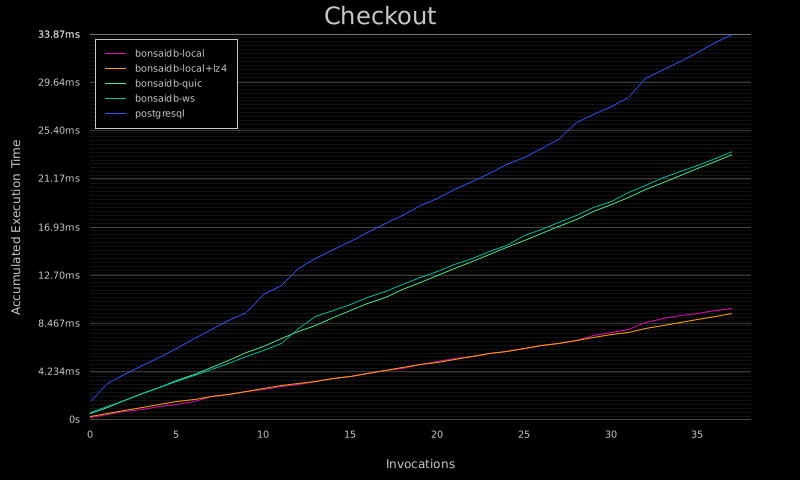 Checkout
33.87ms
bonsaidb-local
bonsaidb-local+lz4
bonsaidb-quic
bonsaidb-ws
postgresql
29.64ms
25.40ms
21.17ms
16.93ms
12.70ms
8.467ms
4.234ms
0s
Accumulated Execution Time
0 5 10 15 20 25 30 35
Invocations